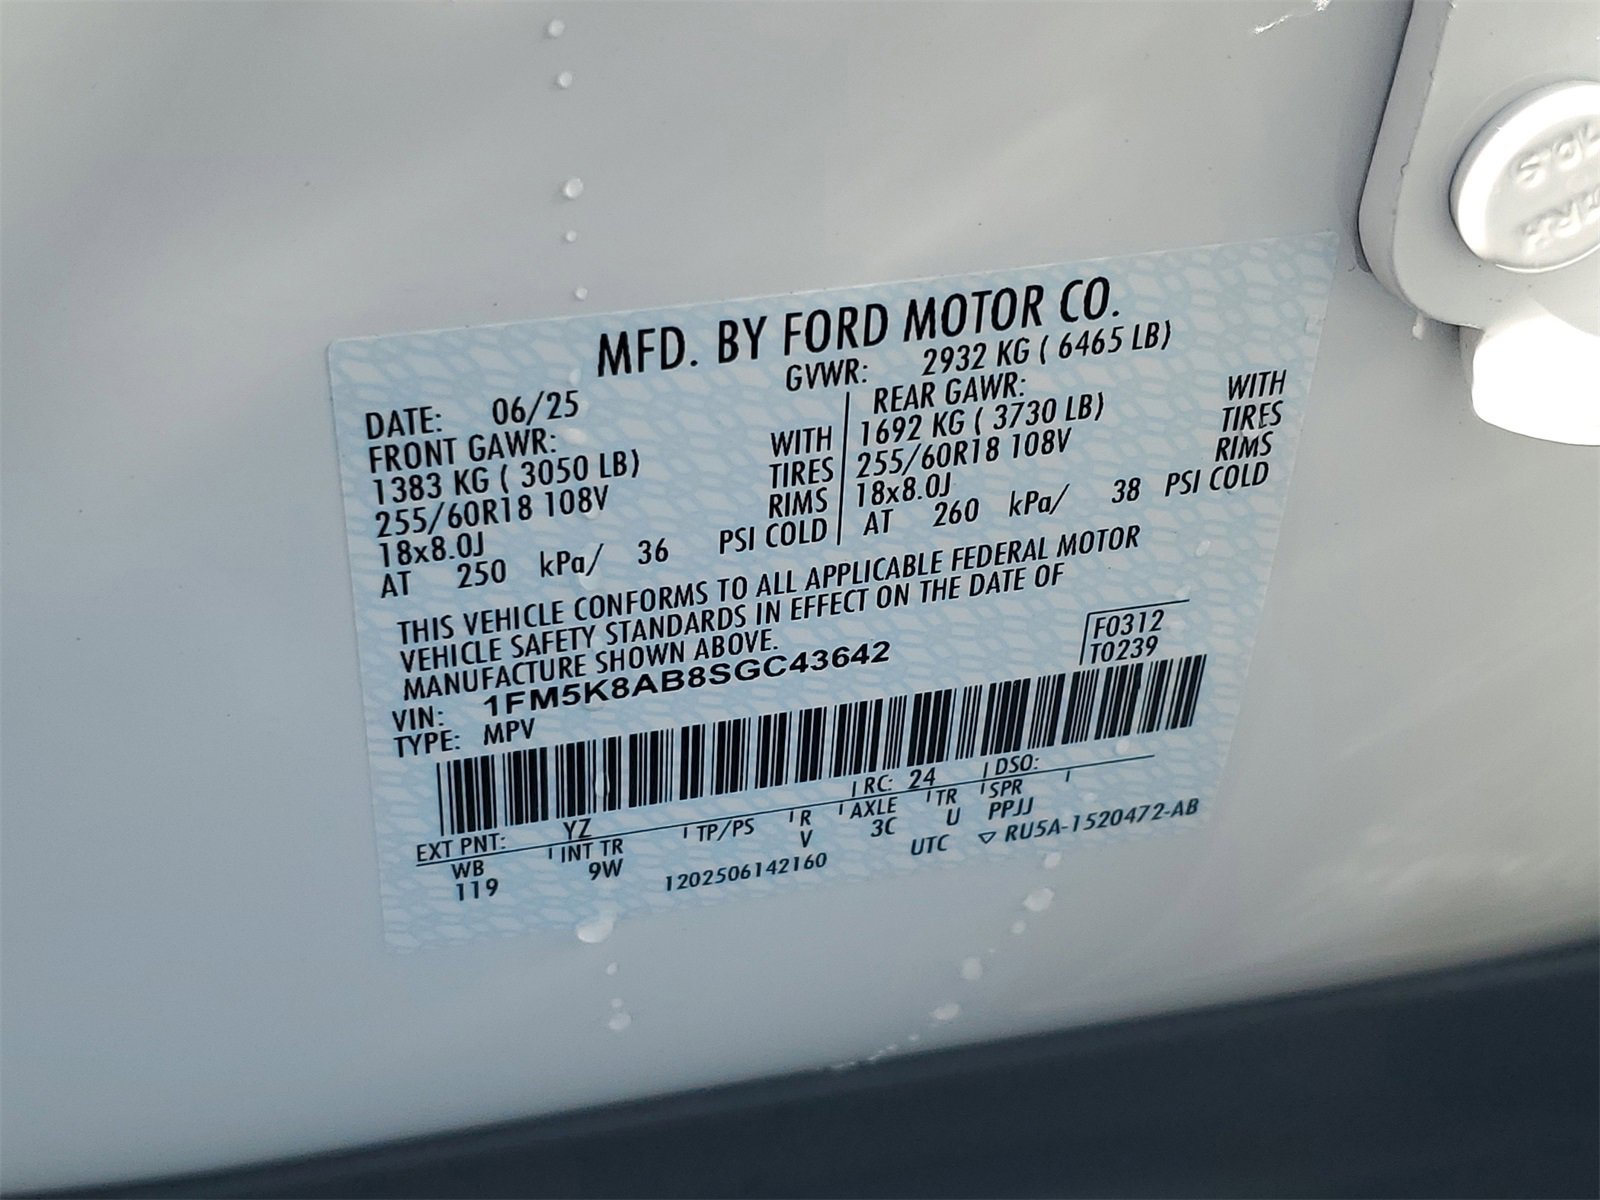 MFD. BY FORD MOTOR CO.
DATE: 06/25 GVWR: 2932 KG ( 6465 LB)
FRONT GAWR: REAR GAWR:
1383 KG ( 3050 LB) WITH 1692 KG ( 3730 LB) WITH
255/60R18 108V TIRES 255/60R18 108V TIRES
18x8.0J RIMS 18x8.0J RIMS
AT 250 kPa/ 36 PSI COLD AT 260 kPa/ 38 PSI COLD
THIS VEHICLE CONFORMS TO ALL APPLICABLE FEDERAL MOTOR
VEHICLE SAFETY STANDARDS IN EFFECT ON THE DATE OF
MANUFACTURE SHOWN ABOVE.
VIN: 1FM5K8AB8SGC43642
TYPE: MPV
F0312
T0239
EXT PNT: YZ RC: 24 DSO:
WB INT TR TP/PS R AXLE TR SPR
119 9W V 3C U PPJJ
1202506142160 UTC RU5A-1520472-AB